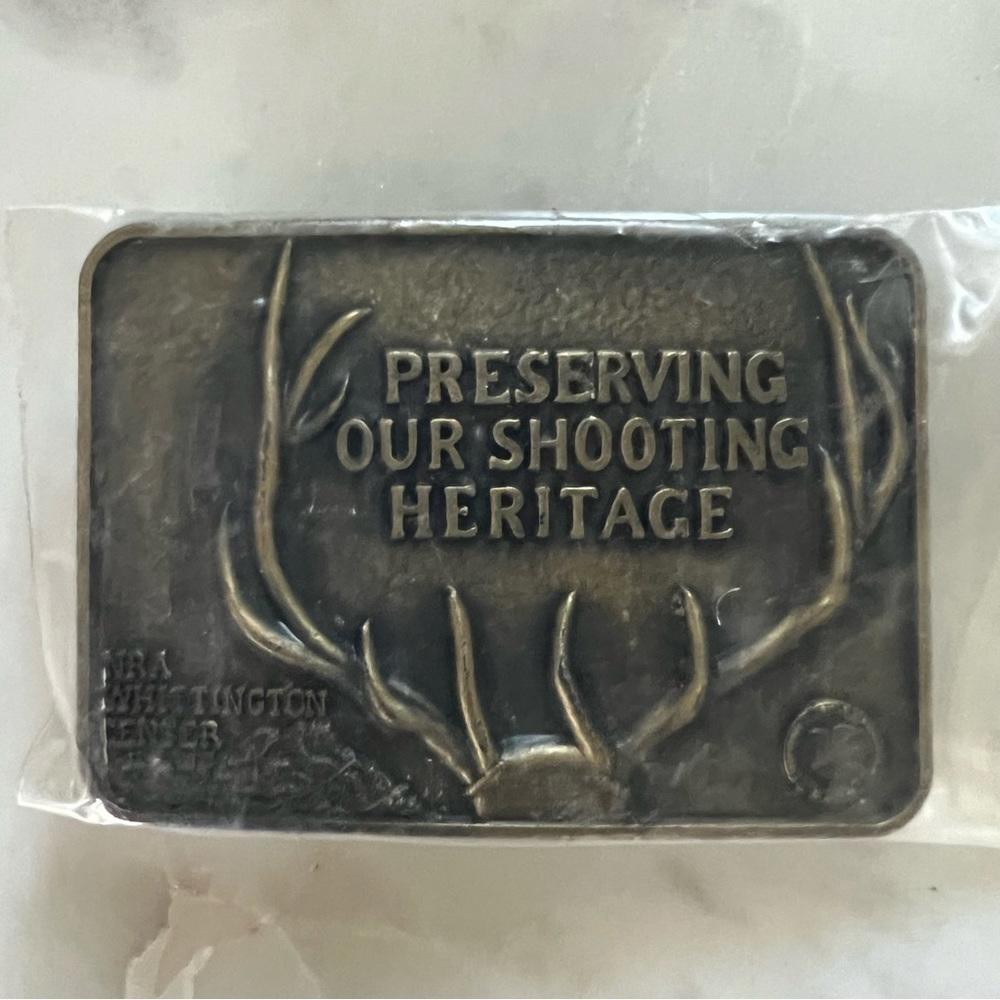 PRESERVING
OUR SHOOTING
HERITAGE
NRA
WHITTINGTON
CENTER